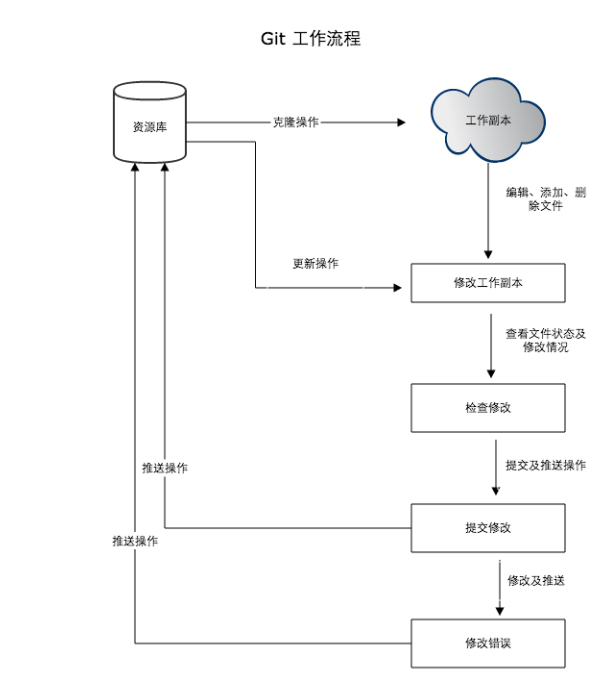 Git 工作流程
资源库
克隆操作
工作副本
编辑、添加、删
除文件
更新操作
修改工作副本
查看文件状态及
修改情况
检查修改
推送操作
提交及推送操作
提交修改
推送操作
修改及推送
修改错误